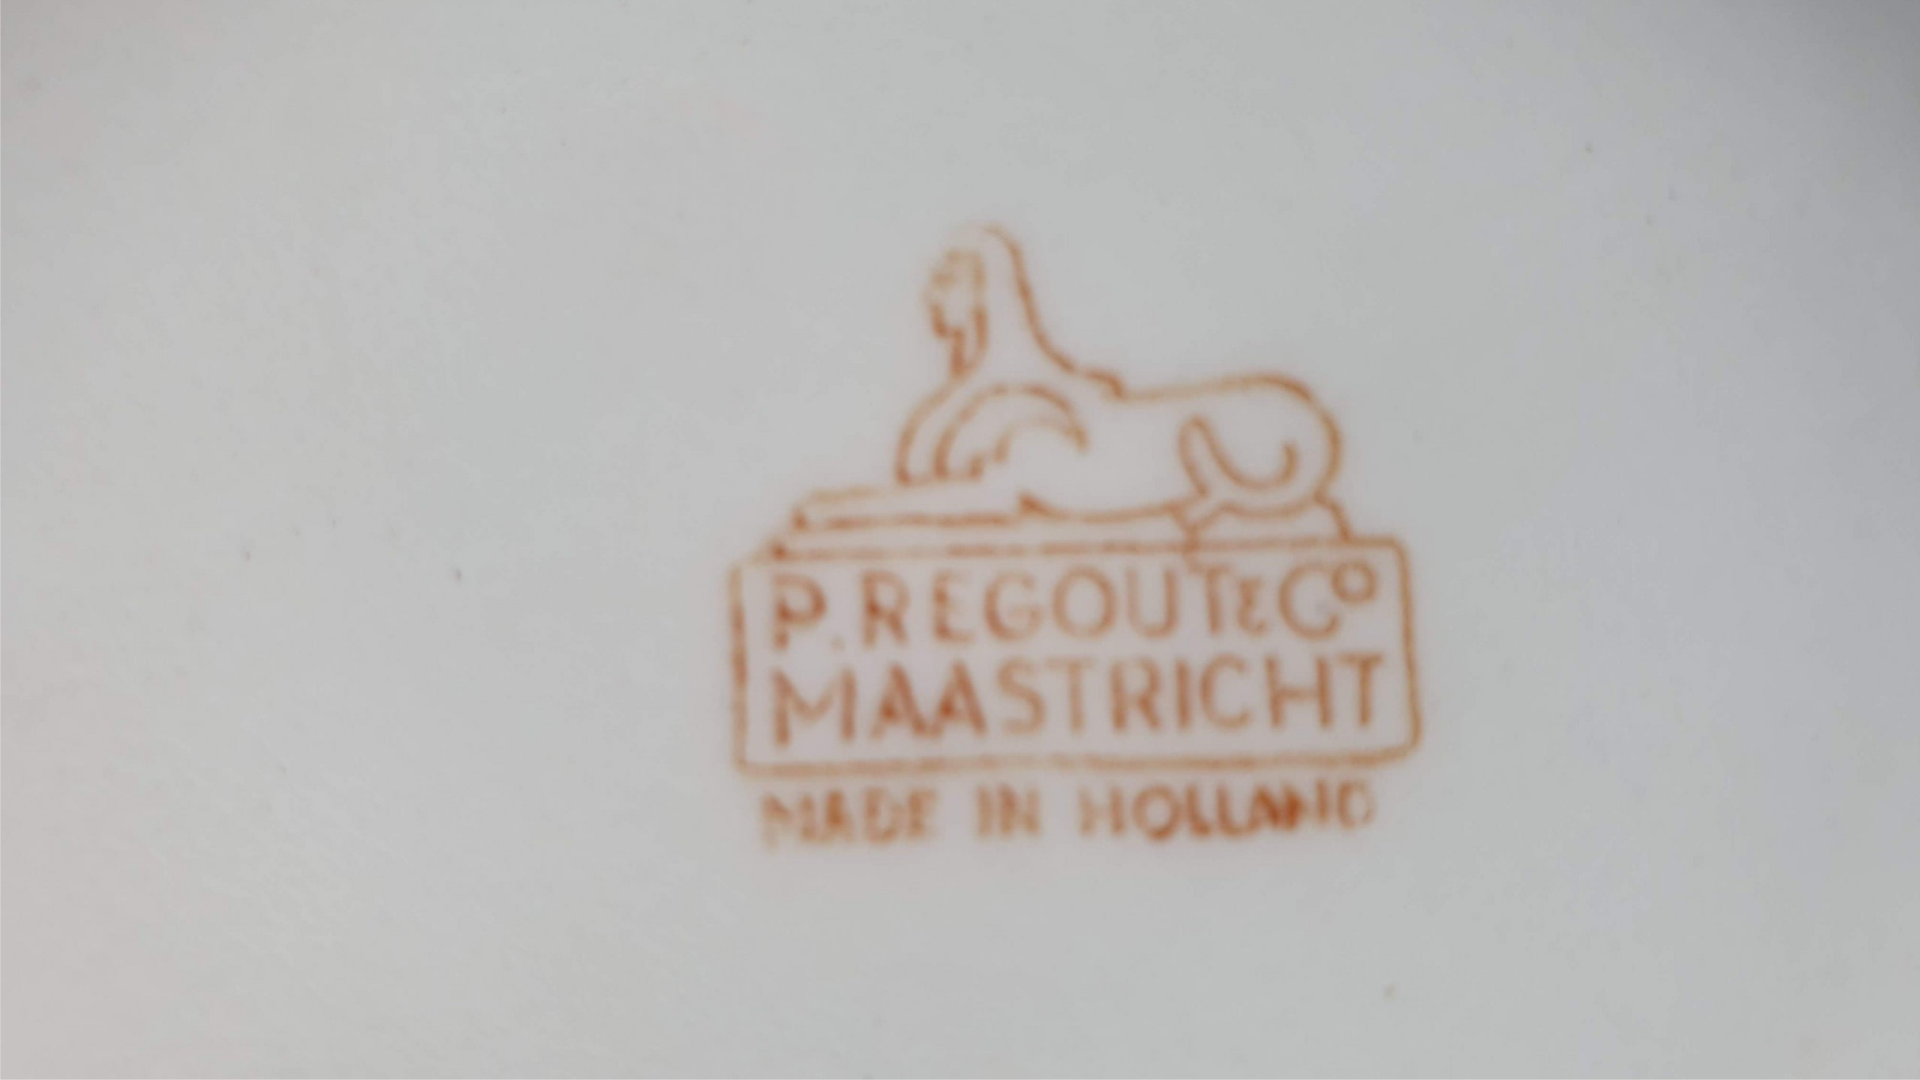 P. REGOUT & Cº
MAASTRICHT
MADE IN HOLLAND